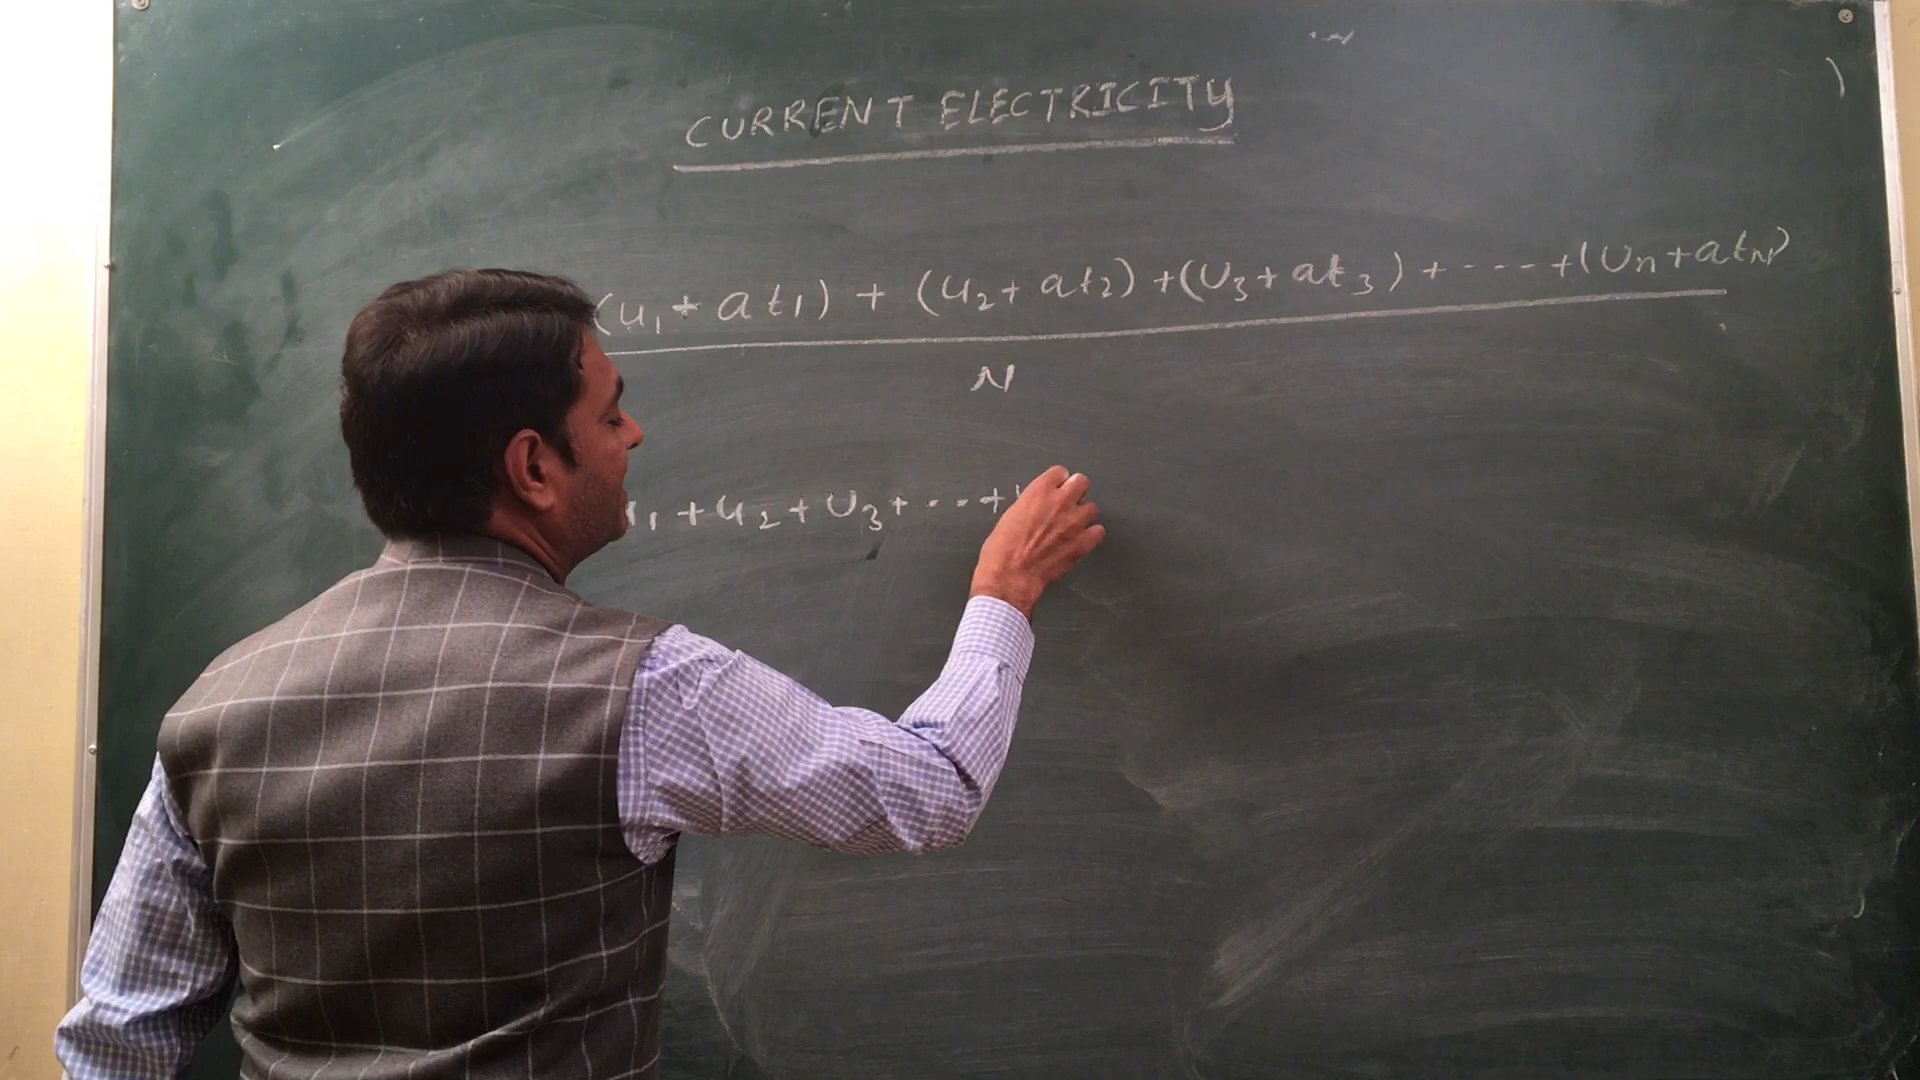 CURRENT ELECTRICITY
(u₁ + at₁) + (u₂ + at₂) + (u₃ + at₃) + ---- + (un + atN)
N
u₁ + u₂ + u₃ + ... +